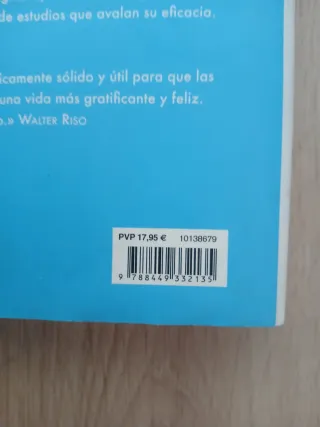 de estudios que avalan su eficacia.
icamente sólido y útil para que las
una vida más gratificante y feliz.
o.» WALTER RISO
PVP 17,95 € 10138679
9 788449 332135